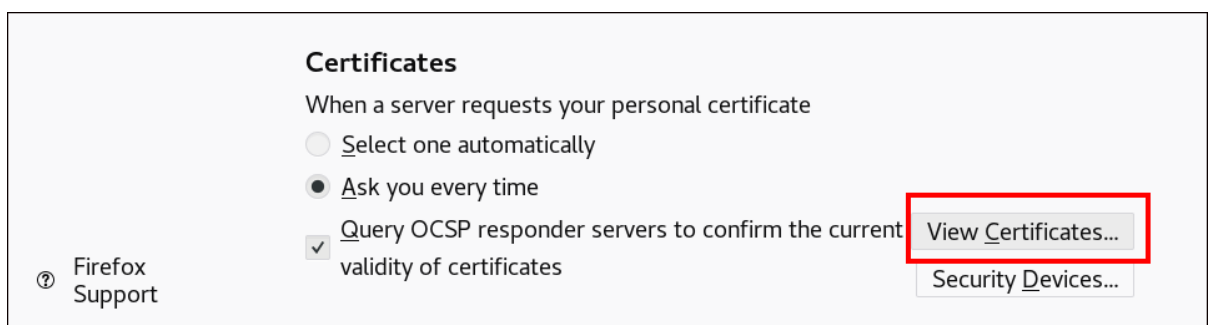 Certificates
When a server requests your personal certificate
Select one automatically
Ask you every time
Query OCSP responder servers to confirm the current
validity of certificates
View Certificates...
Security Devices...
Firefox
Support